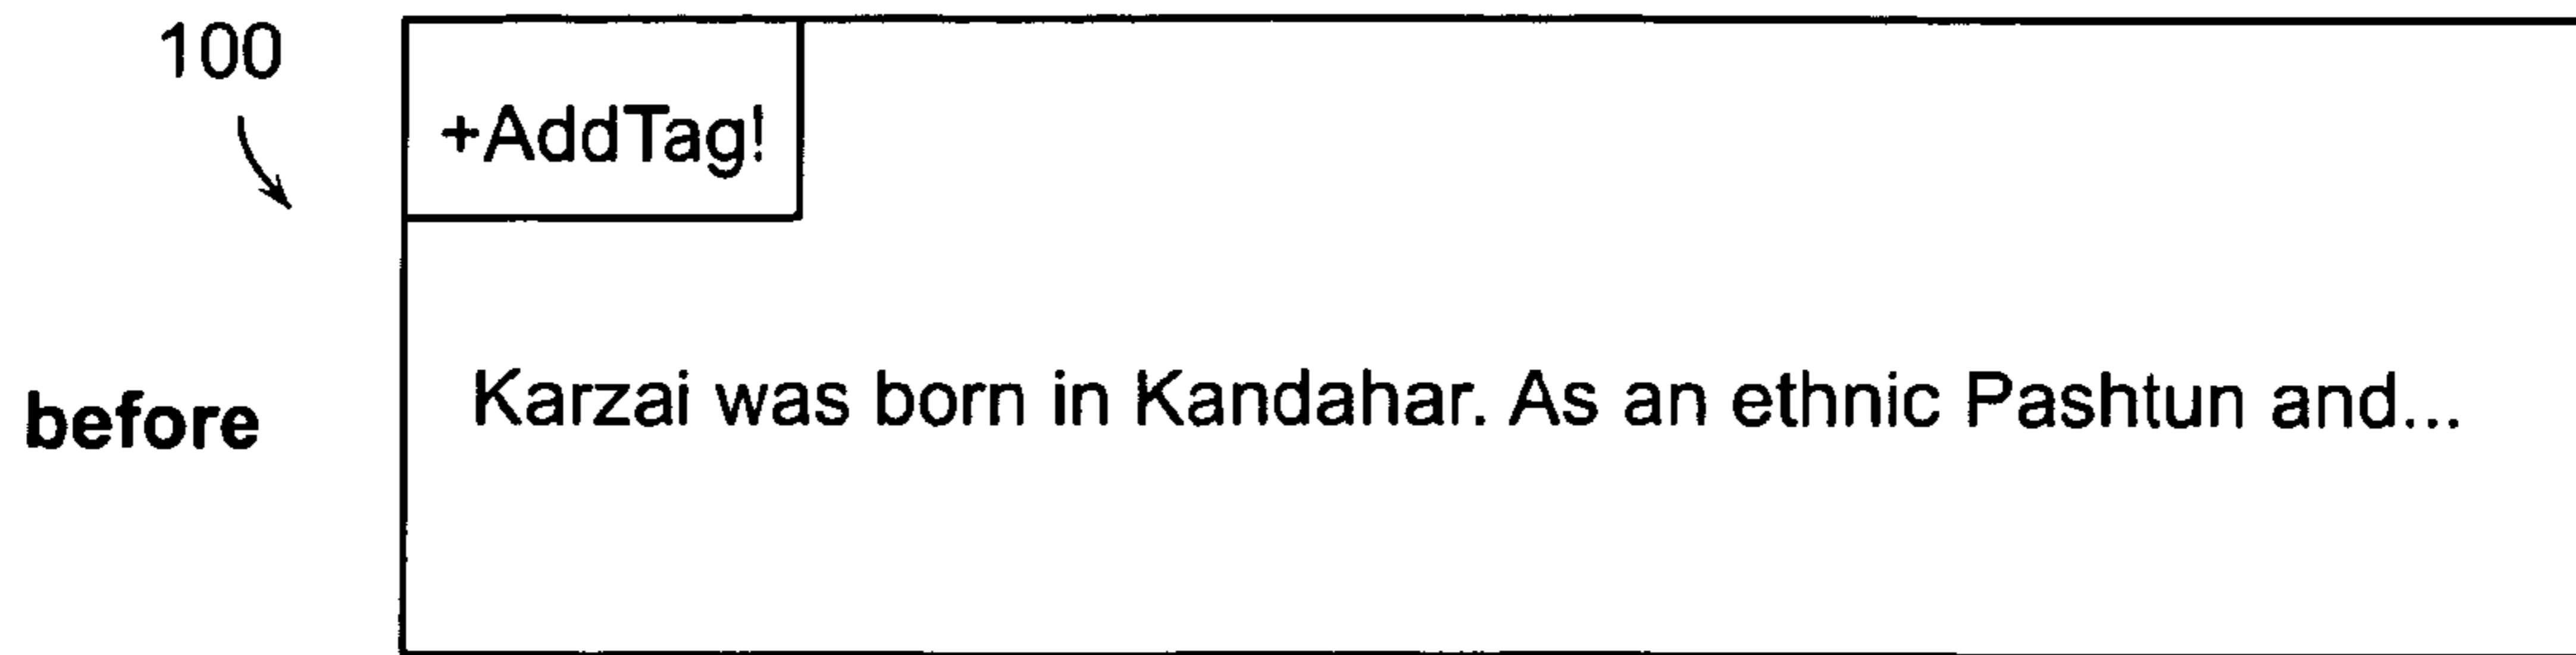 100
+AddTag!
before
Karzai was born in Kandahar. As an ethnic Pashtun and...